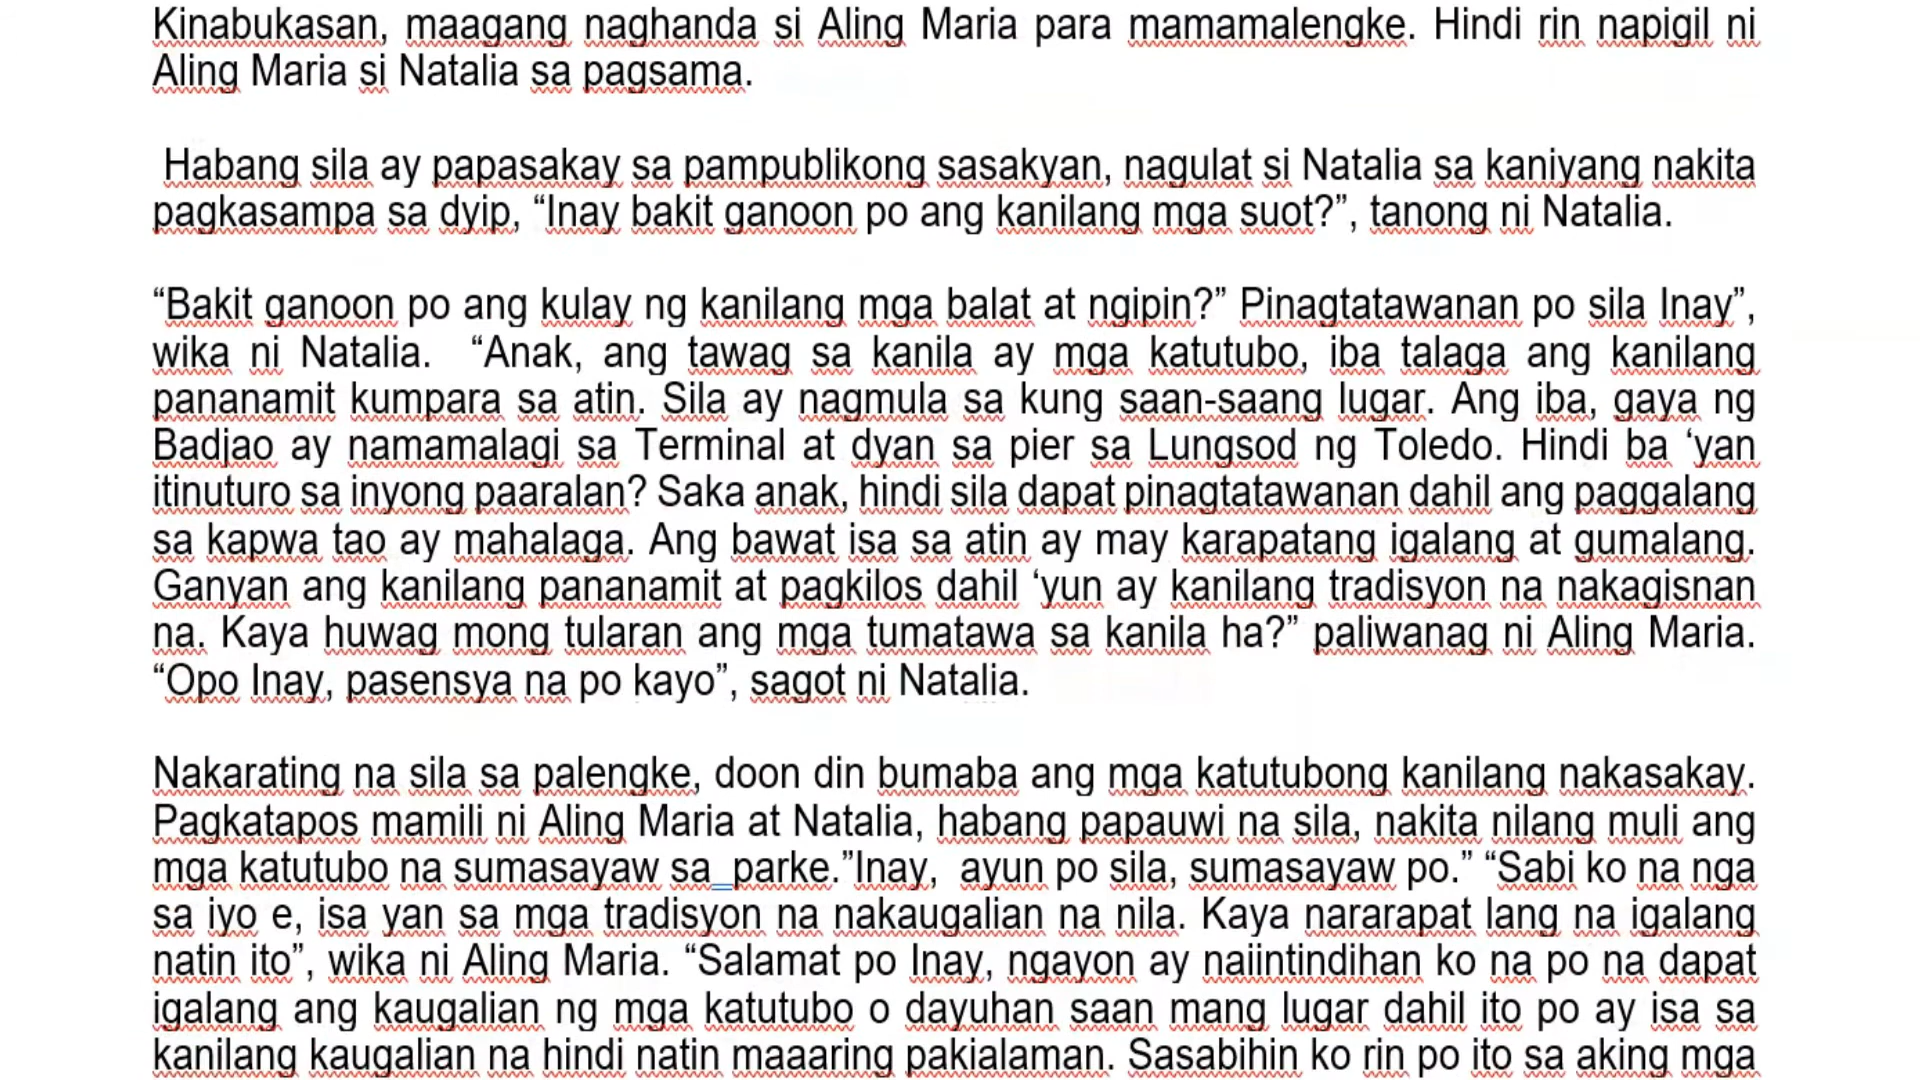 Kinabukasan, maagang naghanda si Aling Maria para mamamalengke. Hindi rin napigil ni
Aling Maria si Natalia sa pagsama.
Habang sila ay papasakay sa pampublikong sasakyan, nagulat si Natalia sa kaniyang nakita
pagkasampa sa dyip, “Inay bakit ganoon po ang kanilang mga suot?”, tanong ni Natalia.
“Bakit ganoon po ang kulay ng kanilang mga balat at ngipin?” Pinagtatawanan po sila Inay”,
wika ni Natalia.  “Anak, ang tawag sa kanila ay mga katutubo, iba talaga ang kanilang
pananamit kumpara sa atin. Sila ay nagmula sa kung saan-saang lugar. Ang iba, gaya ng
Badjao ay namamalagi sa Terminal at dyan sa pier sa Lungsod ng Toledo. Hindi ba ‘yan
itinuturo sa inyong paaralan? Saka anak, hindi sila dapat pinagtatawanan dahil ang paggalang
sa kapwa tao ay mahalaga. Ang bawat isa sa atin ay may karapatang igalang at gumalang.
Ganyan ang kanilang pananamit at pagkilos dahil ‘yun ay kanilang tradisyon na nakagisnan
na. Kaya huwag mong tularan ang mga tumatawa sa kanila ha?” paliwanag ni Aling Maria.
“Opo Inay, pasensya na po kayo”, sagot ni Natalia.
Nakarating na sila sa palengke, doon din bumaba ang mga katutubong kanilang nakasakay.
Pagkatapos mamili ni Aling Maria at Natalia, habang papauwi na sila, nakita nilang muli ang
mga katutubo na sumasayaw sa parke.”Inay,  ayun po sila, sumasayaw po.” “Sabi ko na nga
sa iyo e, isa yan sa mga tradisyon na nakaugalian na nila. Kaya nararapat lang na igalang
natin ito”, wika ni Aling Maria. “Salamat po Inay, ngayon ay naiintindihan ko na po na dapat
igalang ang kaugalian ng mga katutubo o dayuhan saan mang lugar dahil ito po ay isa sa
kanilang kaugalian na hindi natin maaaring pakialaman. Sasabihin ko rin po ito sa aking mga